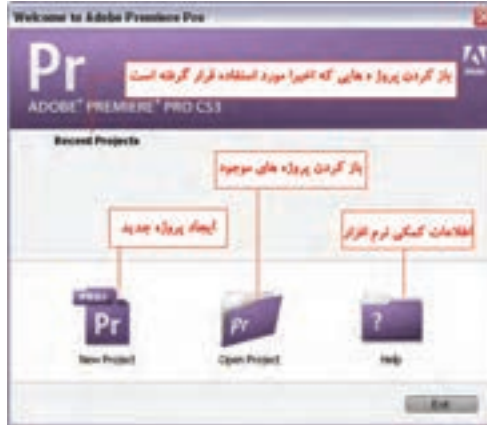 Welcome to Adobe Premiere Pro
Pr
ADOBE® PREMIERE® PRO CS3
باز کردن پروژه هایی که اخیرا مورد استفاده قرار گرفته است
Recent Projects
باز کردن پروژه های موجود
ایجاد پروژه جدید
اطلاعات کمکی نرم افزار
Pr
Pr
?
New Project
Open Project
Help
Exit